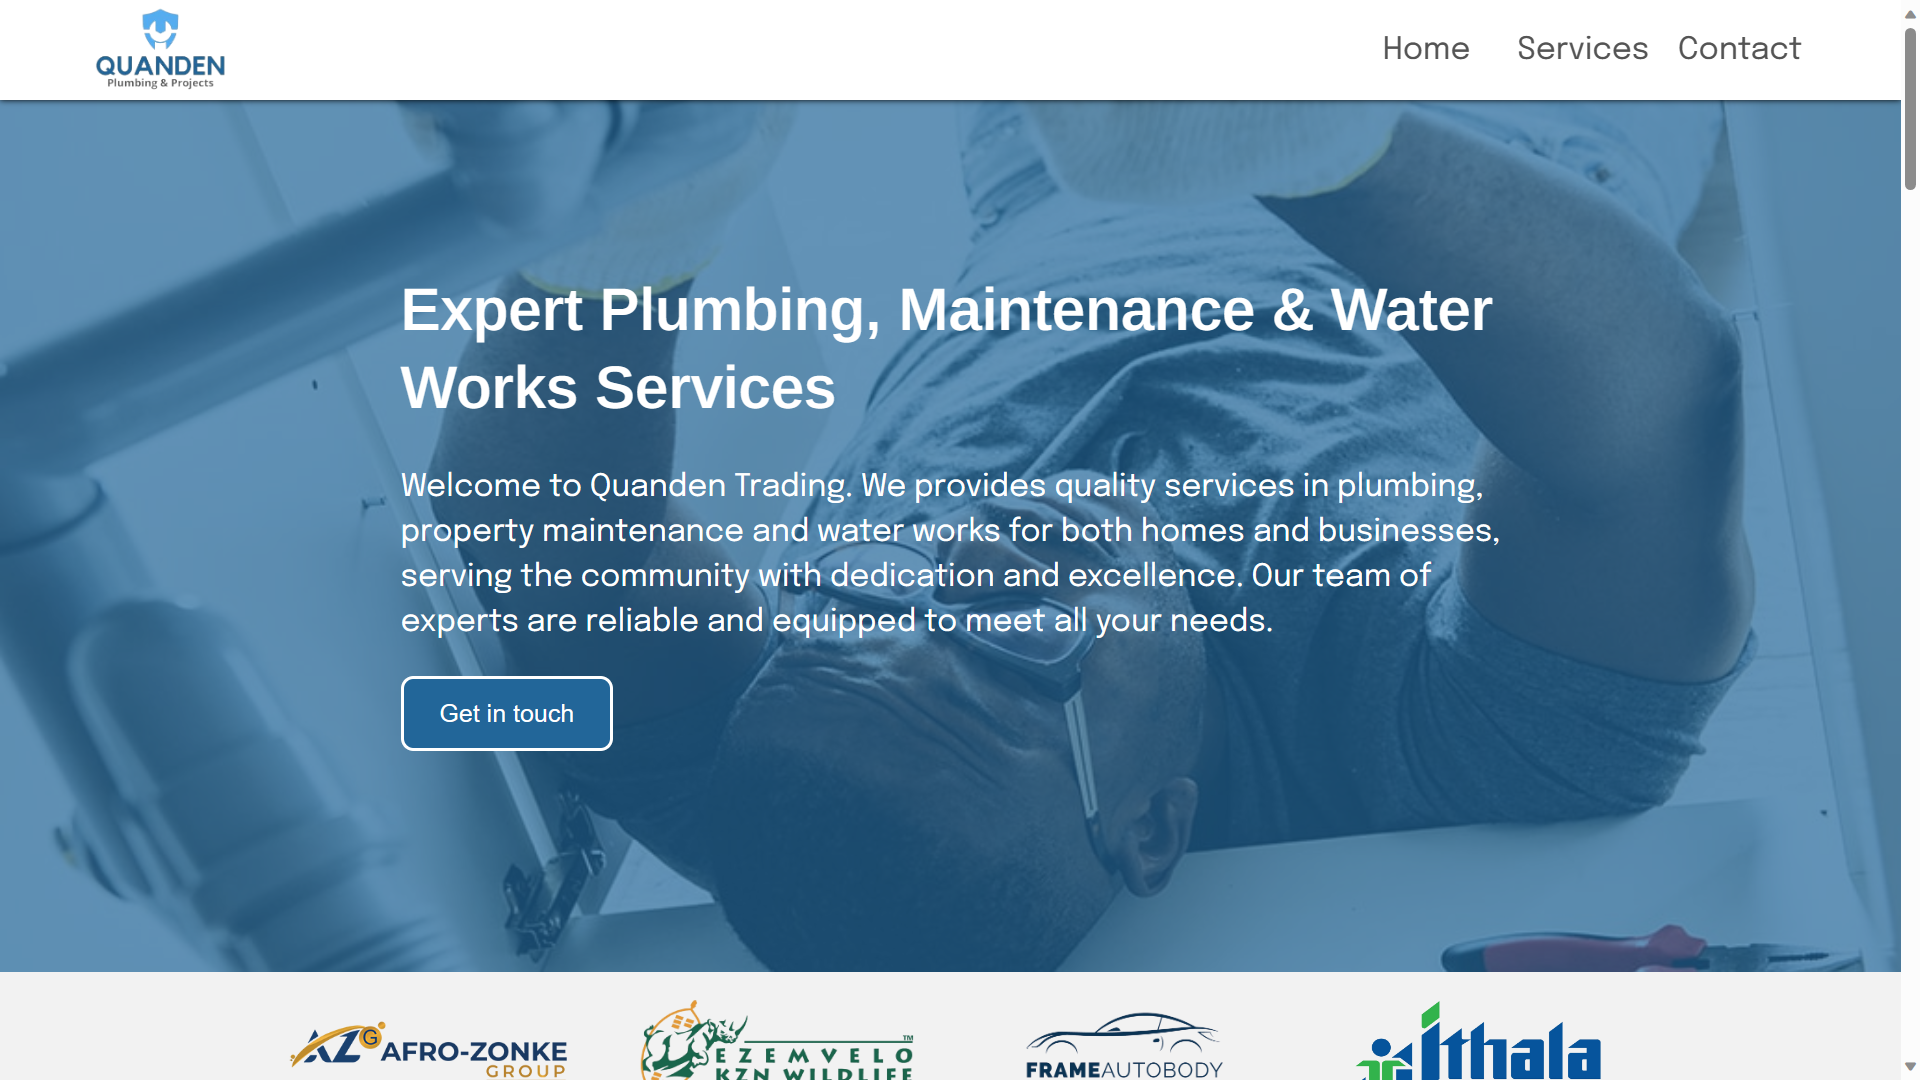 QUANDEN
Plumbing & Projects
Home Services Contact
Expert Plumbing, Maintenance & Water
Works Services
Welcome to Quanden Trading. We provides quality services in plumbing,
property maintenance and water works for both homes and businesses,
serving the community with dedication and excellence. Our team of
experts are reliable and equipped to meet all your needs.
Get in touch
AZG AFRO-ZONKE
GROUP
EZEMVELO
KZN WILDLIFE
TM
FRAMEAUTOBODY
Ithala